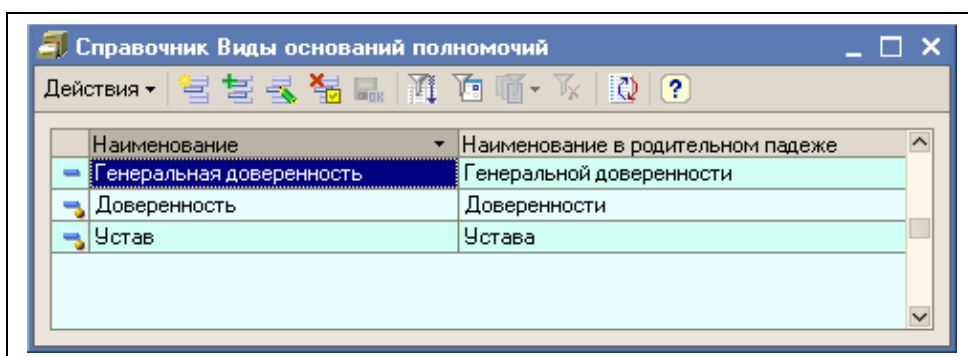 Справочник Виды оснований полномочий
Действия
Наименование Наименование в родительном падеже
Генеральная доверенность Генеральной доверенности
Доверенность Доверенности
Устав Устава